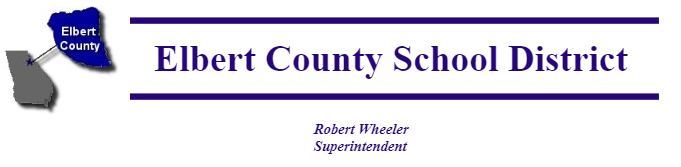 Elbert
County
Elbert County School District
Robert Wheeler
Superintendent